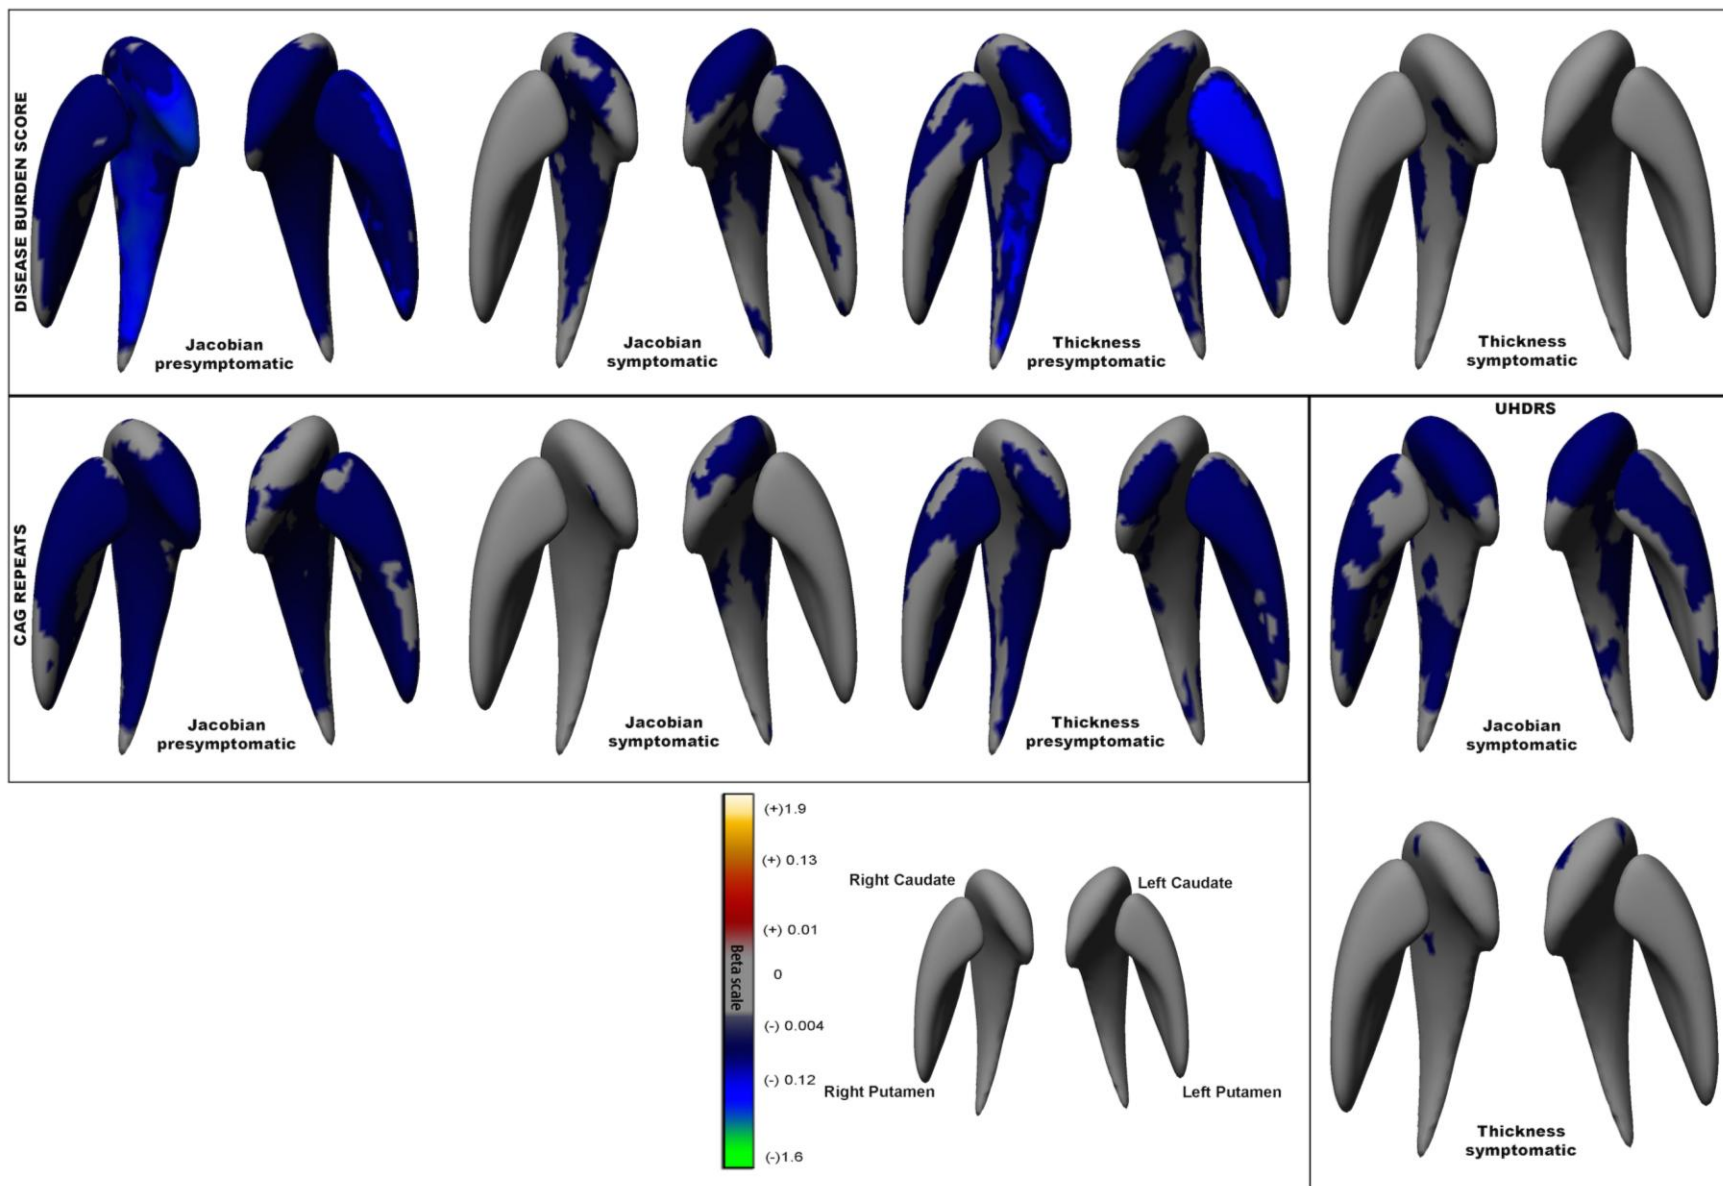 DISEASE BURDEN SCORE
Jacobian
presymptomatic
Jacobian
symptomatic
Thickness
presymptomatic
Thickness
symptomatic
CAG REPEATS
Jacobian
presymptomatic
Jacobian
symptomatic
Thickness
presymptomatic
UHDRS
Jacobian
symptomatic
Beta scale
(+)1.9
(+) 0.13
(+) 0.01
0
(-) 0.004
(-) 0.12
(-)1.6
Right Caudate
Left Caudate
Right Putamen
Left Putamen
Thickness
symptomatic